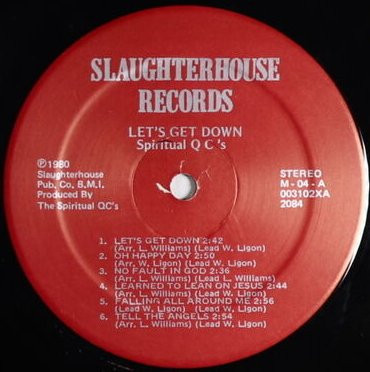 SLAUGHTERHOUSE
RECORDS
LET'S GET DOWN
Spiritual Q C 's
℗1980
Slaughterhouse
Pub. Co, B.M.I.
Produced By
The Spiritual QC's
STEREO
M - 04 - A
003102XA
2084
1. LET'S GET DOWN 2:42
(Arr. L. Williams) (Lead W. Ligon)
2. OH HAPPY DAY 2:50
(Arr. W. Ligon) (Lead W. Ligon)
3. NO FAULT IN GOD 2:36
(Arr. L. Williams) (Lead L. Williams)
4. LEARNED TO LEAN ON JESUS 2:44
(Arr. L. Williams) (Lead W. Ligon)
5. FALLING ALL AROUND ME 2:56
(Lead W. Ligon) (Lead W. Ligon)
6. TELL THE ANGELS 2:54
(Arr. L. Williams) (Lead W. Ligon)